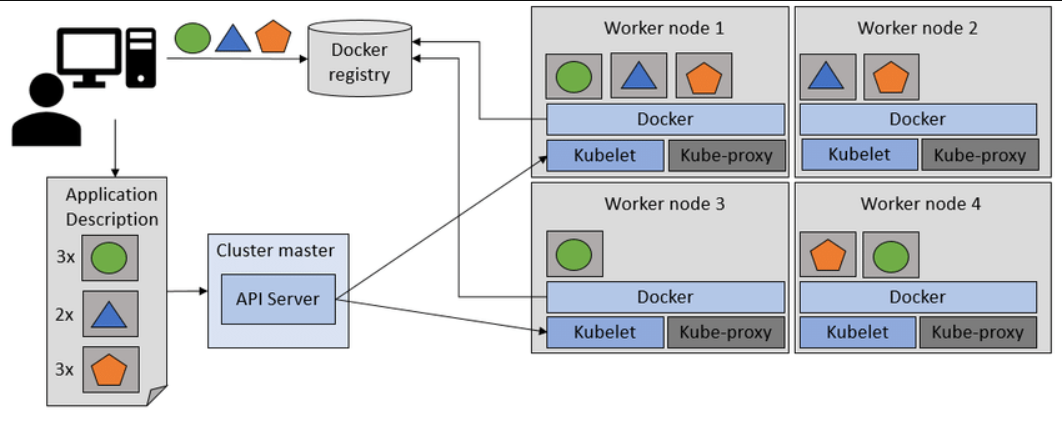 Docker
registry
Application
Description
3x
2x
3x
Cluster master
API Server
Worker node 1
Docker
Kubelet
Kube-proxy
Worker node 2
Docker
Kubelet
Kube-proxy
Worker node 3
Docker
Kubelet
Kube-proxy
Worker node 4
Docker
Kubelet
Kube-proxy